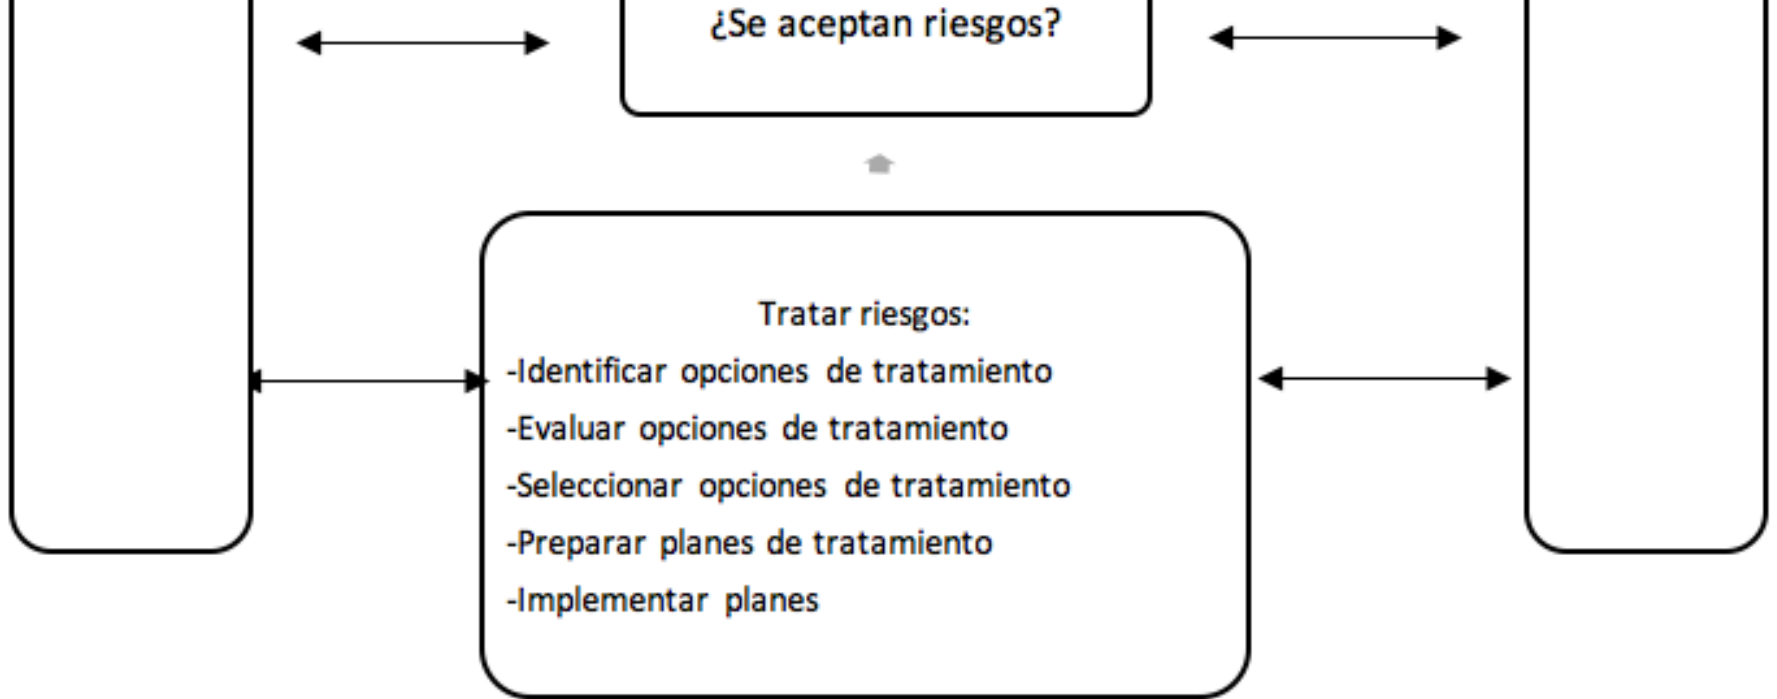 ¿Se aceptan riesgos?
Tratar riesgos:
-Identificar opciones de tratamiento
-Evaluar opciones de tratamiento
-Seleccionar opciones de tratamiento
-Preparar planes de tratamiento
-Implementar planes